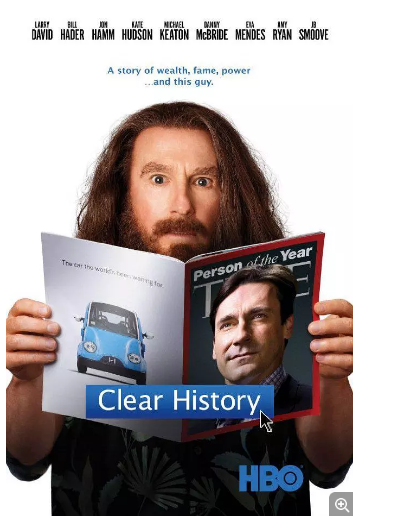 LARRY DAVID BILL HADER JON HAMM KATE HUDSON MICHAEL KEATON DANNY McBRIDE EVA MENDES AMY RYAN JB SMOOVE
A story of wealth, fame, power
...and this guy.
The car the world's been waiting for.
Person of the Year
TIME
Clear History
HBO